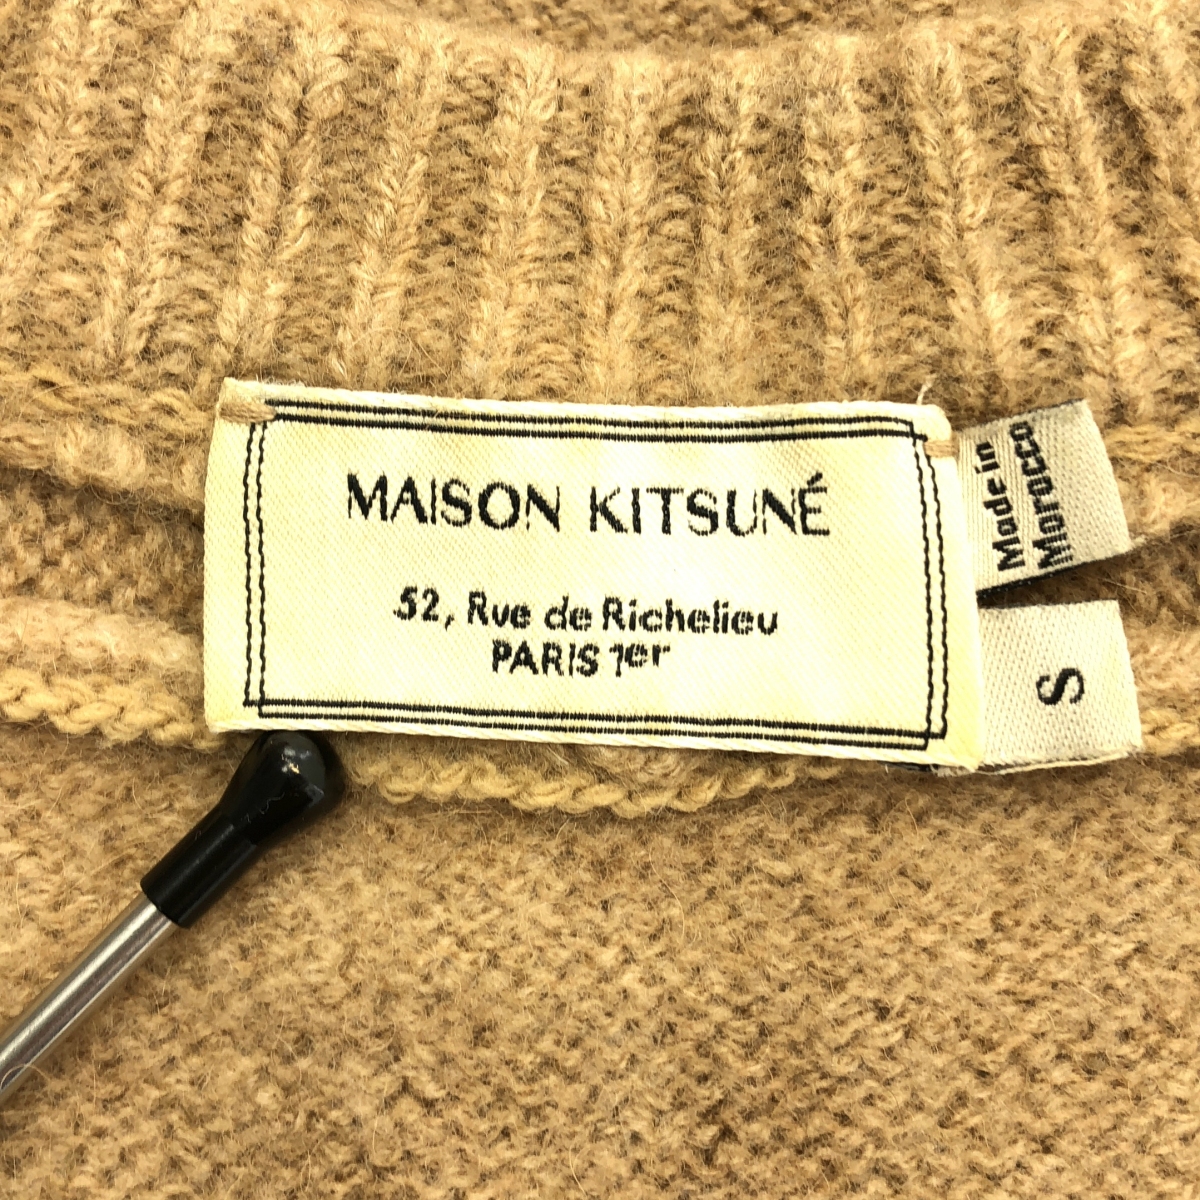 MAISON KITSUNÉ
52, Rue de Richelieu
PARIS 1er
Made in
Morocco
S